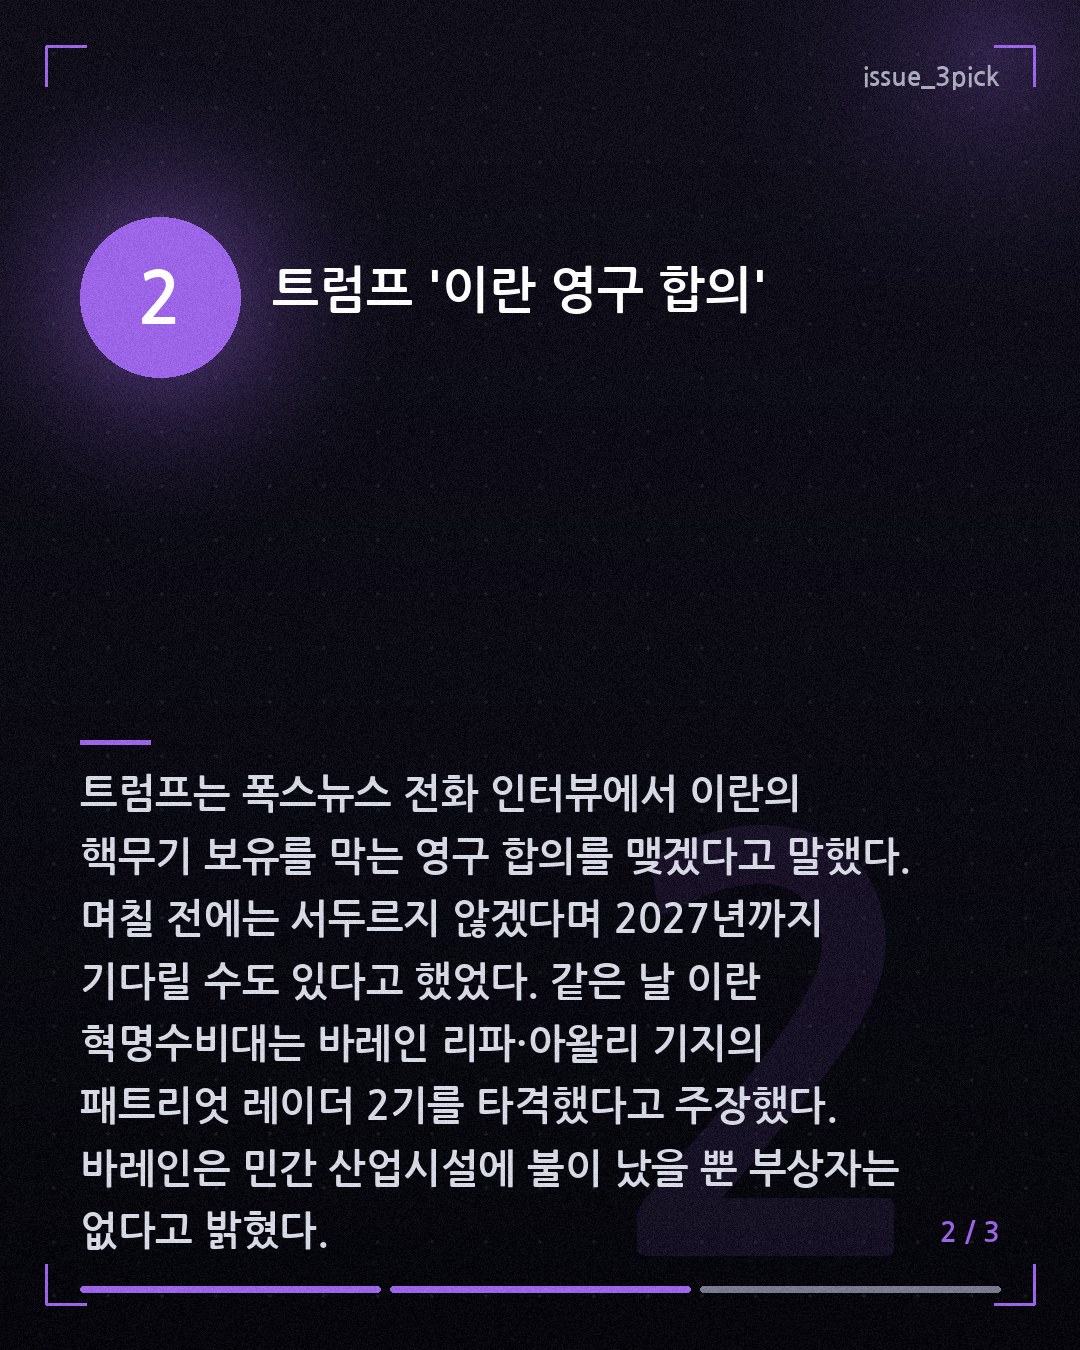 issue_3pick
2
트럼프 '이란 영구 합의'
트럼프는 폭스뉴스 전화 인터뷰에서 이란의
핵무기 보유를 막는 영구 합의를 맺겠다고 말했다.
며칠 전에는 서두르지 않겠다며 2027년까지
기다릴 수도 있다고 했었다. 같은 날 이란
혁명수비대는 바레인 리파·아왈리 기지의
패트리엇 레이더 2기를 타격했다고 주장했다.
바레인은 민간 산업시설에 불이 났을 뿐 부상자는
없다고 밝혔다.
2
2 / 3